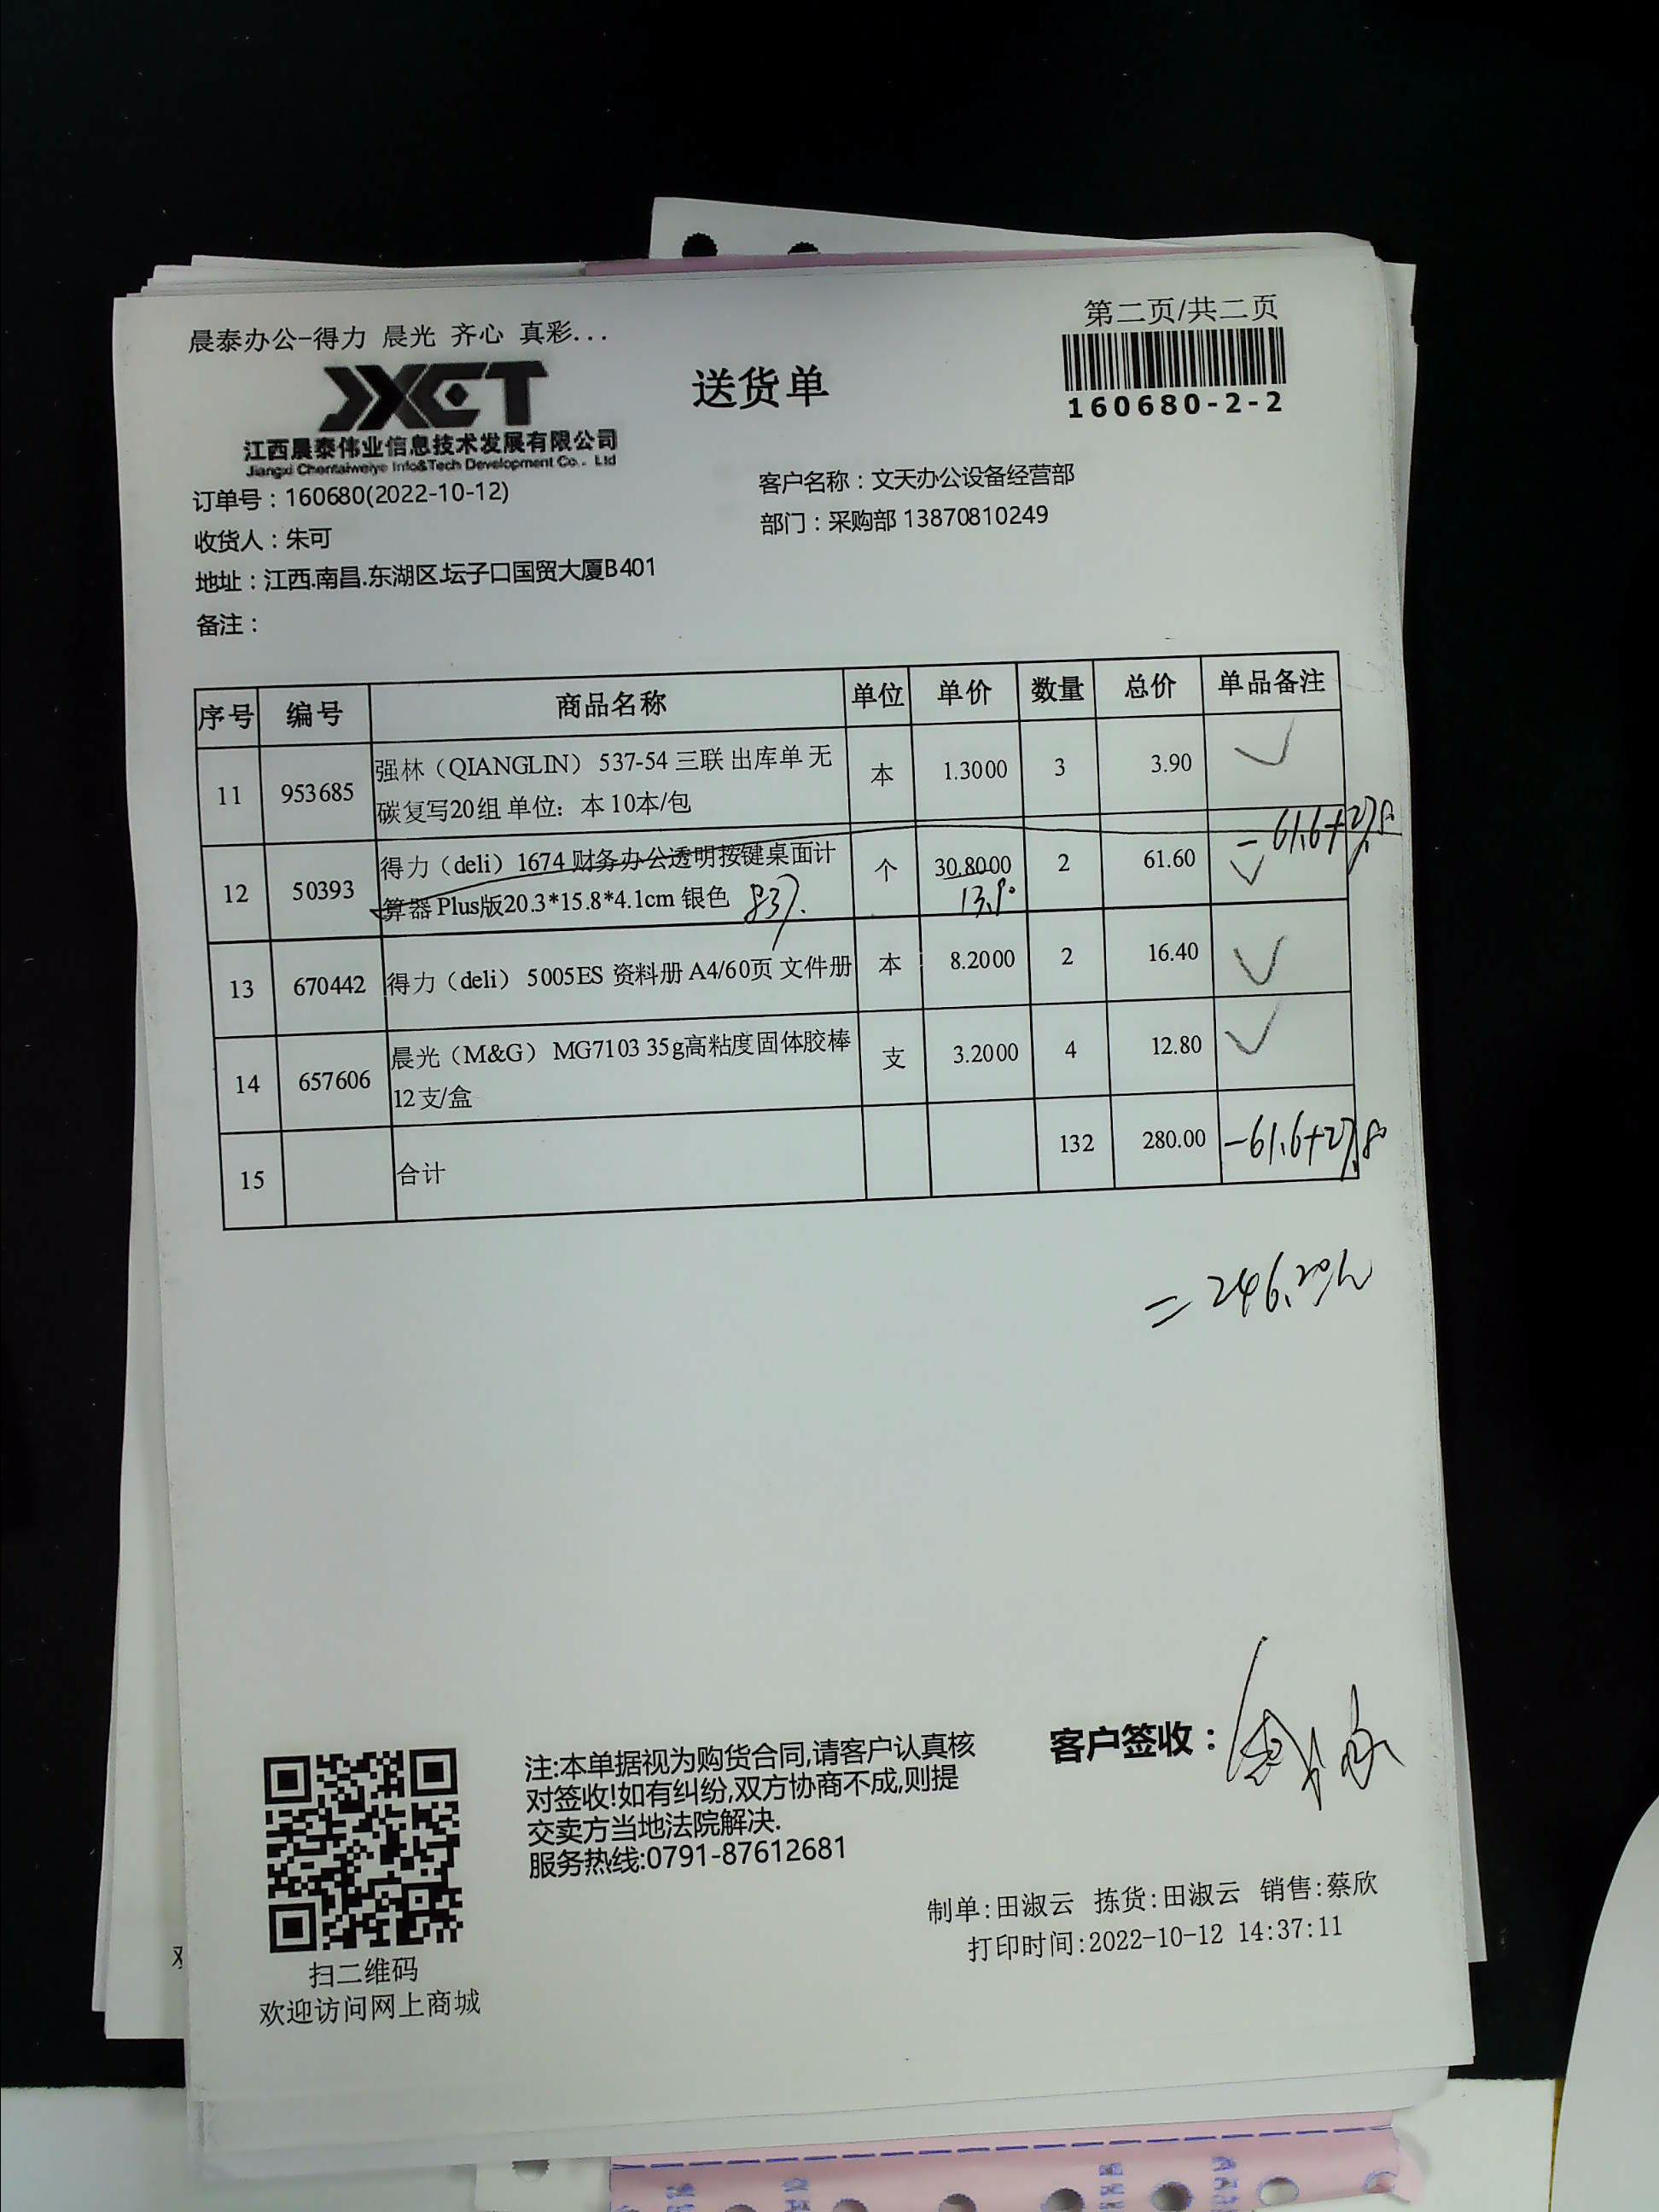 第二页/共二页
晨泰办公-得力 晨光 齐心 真彩...
JXCT
送货单
160680-2-2
江西晨泰伟业信息技术发展有限公司
Jiangxi Chentaiweiye Info&Tech Development Co., Ltd
订单号：160680(2022-10-12)
客户名称：文天办公设备经营部
收货人：朱可
部门：采购部 13870810249
地址：江西.南昌.东湖区.坛子口国贸大厦B401
备注：
序号 编号 商品名称 单位 单价 数量 总价 单品备注
11 953685 强林（QIANGLIN） 537-54 三联 出库单 无 本 1.3000 3 3.90
碳复写20组 单位：本 10本/包
12 50393 得力（deli）1674 财务办公透明按键桌面计 个 30.8000 2 61.60 -61.6+27.80
算器 Plus版20.3*15.8*4.1cm 银色 837. 13.90
13 670442 得力（deli） 5005ES 资料册 A4/60页 文件册 本 8.2000 2 16.40
14 657606 晨光（M&G） MG7103 35g高粘度固体胶棒 支 3.2000 4 12.80
12支/盒
15 合计 132 280.00 -61.6+27.80
=246.20
注:本单据视为购货合同,请客户认真核
对签收!如有纠纷,双方协商不成,则提
交卖方当地法院解决.
服务热线:0791-87612681
客户签收：
制单:田淑云 拣货:田淑云 销售:蔡欣
打印时间:2022-10-12 14:37:11
扫二维码
欢迎访问网上商城